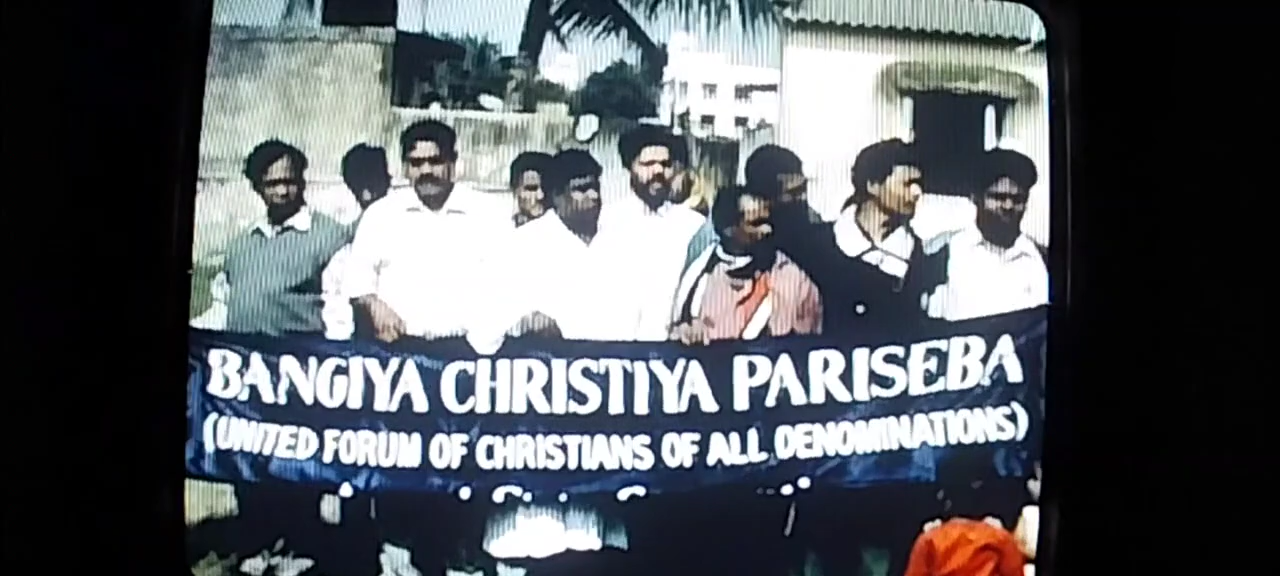 BANGIYA CHRISTIYA PARISEBA
(UNITED FORUM OF CHRISTIANS OF ALL DENOMINATIONS)